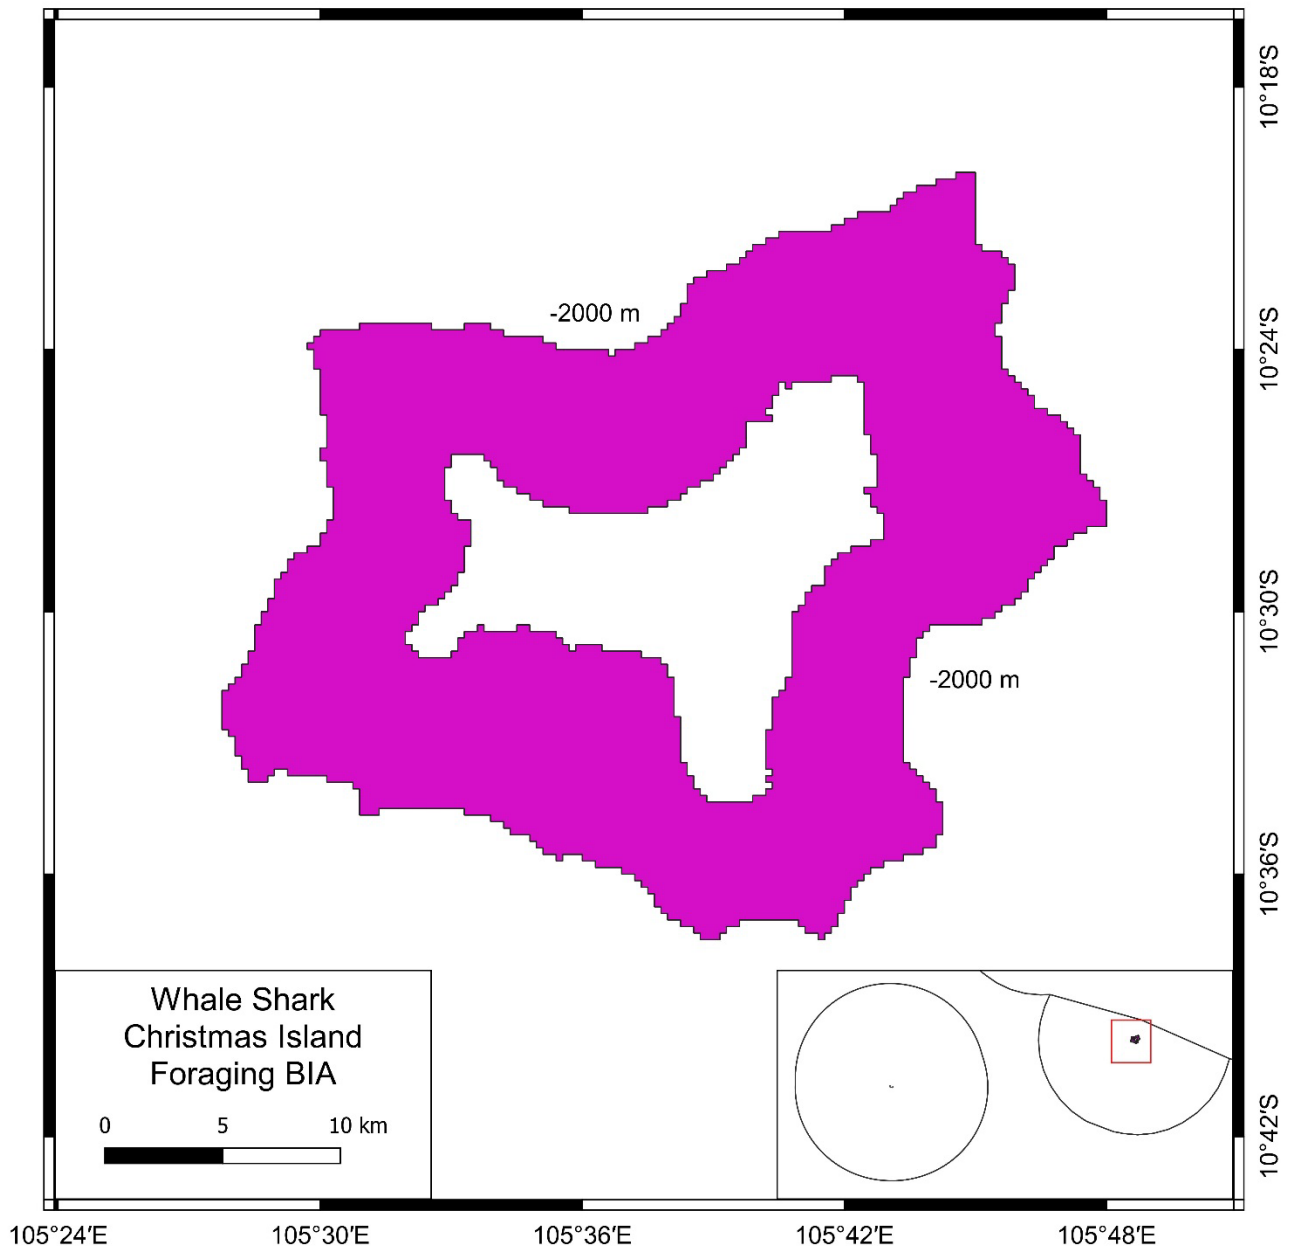 10°18′S
-2000 m
10°24′S
10°30′S
-2000 m
10°36′S
Whale Shark
Christmas Island
Foraging BIA
0 5 10 km
10°42′S
105°24′E 105°30′E 105°36′E 105°42′E 105°48′E